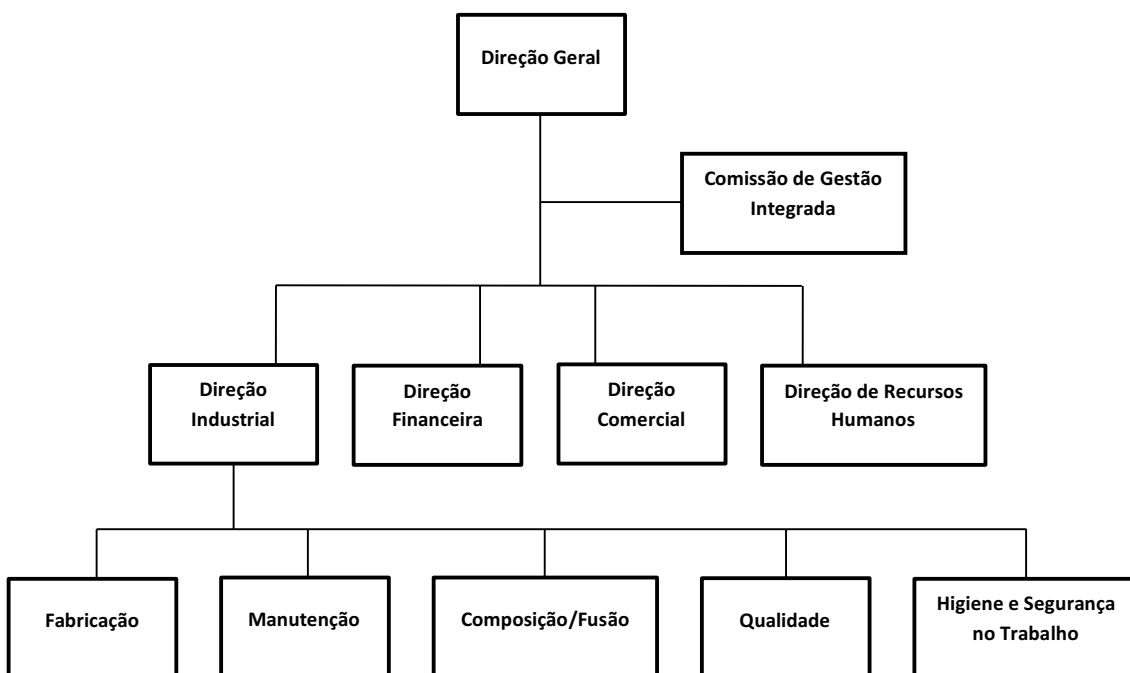 Direção Geral
Comissão de Gestão
Integrada
Direção
Industrial
Direção
Financeira
Direção
Comercial
Direção de Recursos
Humanos
Fabricação
Manutenção
Composição/Fusão
Qualidade
Higiene e Segurança
no Trabalho